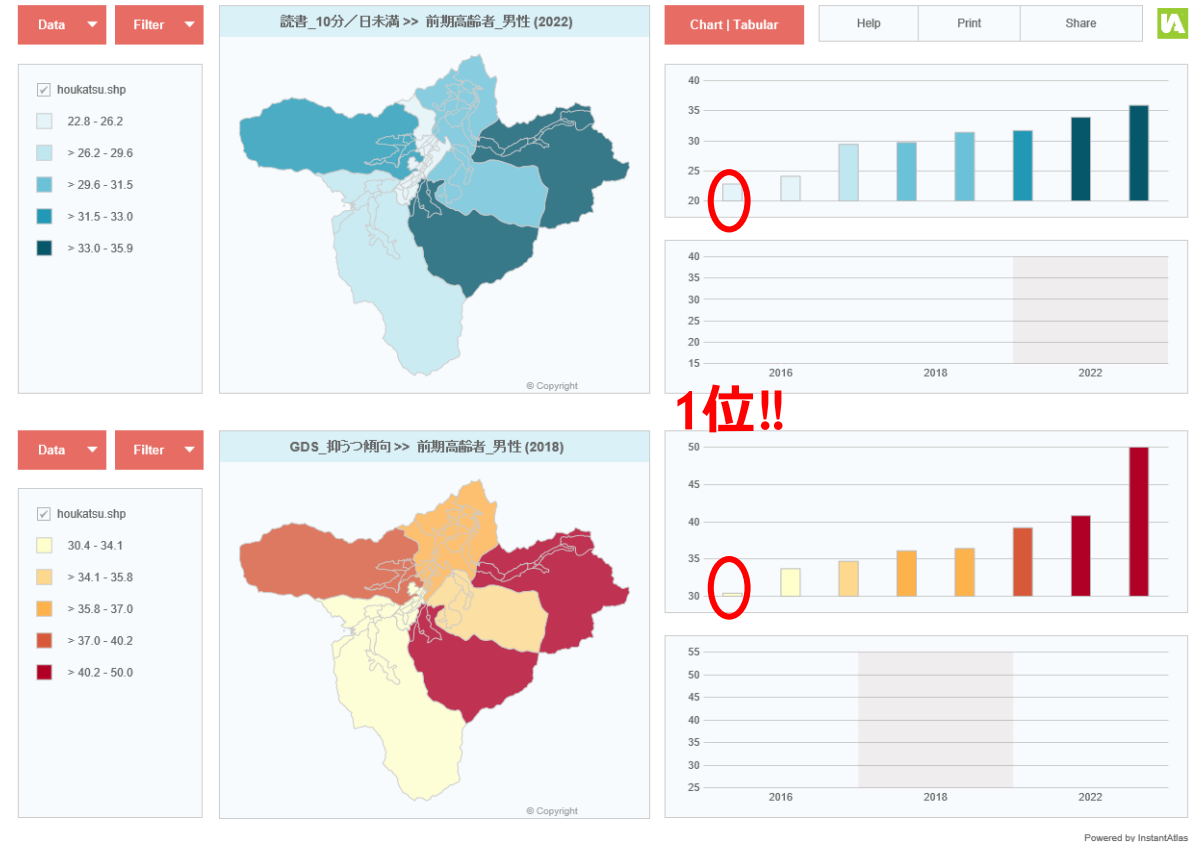 Data
Filter
読書_10分／日未満 >> 前期高齢者_男性 (2022)
Chart | Tabular
Help
Print
Share
houkatsu.shp
22.8 - 26.2
> 26.2 - 29.6
> 29.6 - 31.5
> 31.5 - 33.0
> 33.0 - 35.9
© Copyright
40
35
30
25
20
40
35
30
25
20
15
2016 2018 2022
1位!!
Data
Filter
GDS_抑うつ傾向 >> 前期高齢者_男性 (2018)
houkatsu.shp
30.4 - 34.1
> 34.1 - 35.8
> 35.8 - 37.0
> 37.0 - 40.2
> 40.2 - 50.0
© Copyright
50
45
40
35
30
55
50
45
40
35
30
25
2016 2018 2022
Powered by InstantAtlas